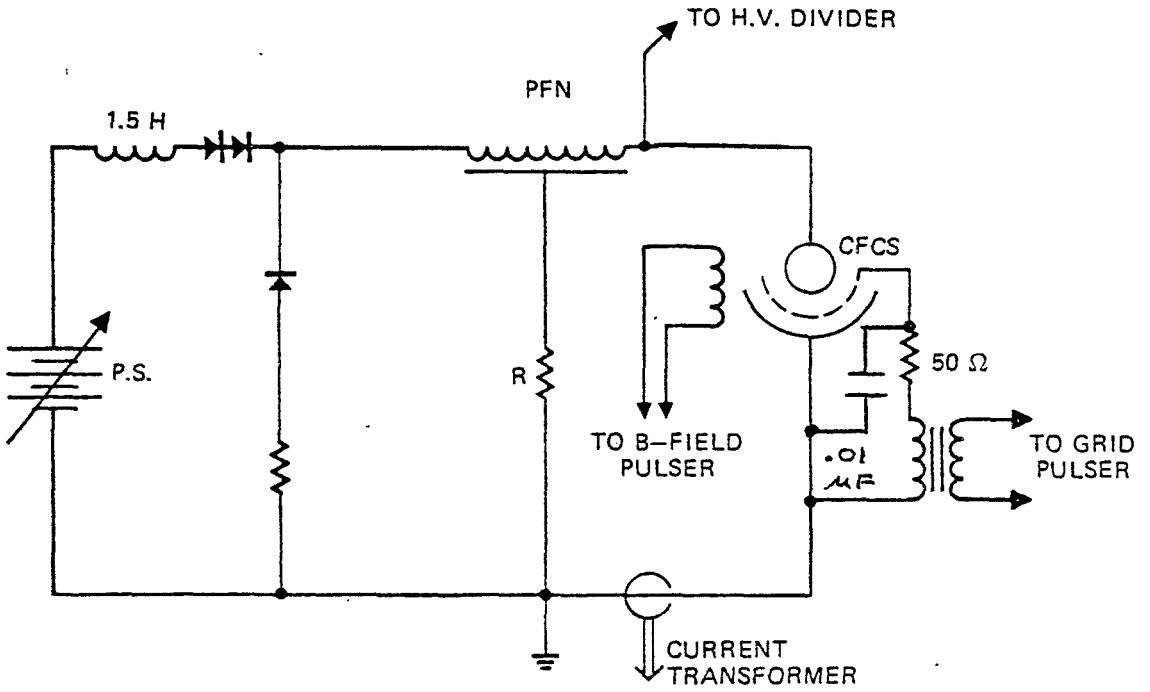 TO H.V. DIVIDER
PFN
1.5 H
CFCS
P.S.
R
50 Ω
TO B-FIELD
PULSER
.01
μF
TO GRID
PULSER
CURRENT
TRANSFORMER